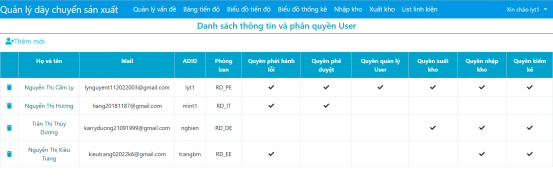 Quản lý dây chuyền sản xuất Quản lý vấn đề Bảng tiến độ Biểu đồ tiến độ Biểu đồ thống kê Nhập kho Xuất kho List linh kiện Xin chào lyt1
Danh sách thông tin và phân quyền User
Thêm mới
Họ và tên Mail ADID Phòng ban Quyền phát hành lỗi Quyền phê duyệt Quyền quản lý User Quyền xuất kho Quyền nhập kho Quyền kiểm kê
Nguyễn Thị Cẩm Ly lynguyent112022003@gmail.com lyt1 RD_PE
Nguyễn Thị Hương hang20181187@gmail.com mint1 RD_IT
Trần Thị Thùy Dương karryduong21091999@gmail.com nghien RD_DE
Nguyễn Thị Kiều Trang kieutrang02022k6@gmail.com trangbm RD_EE